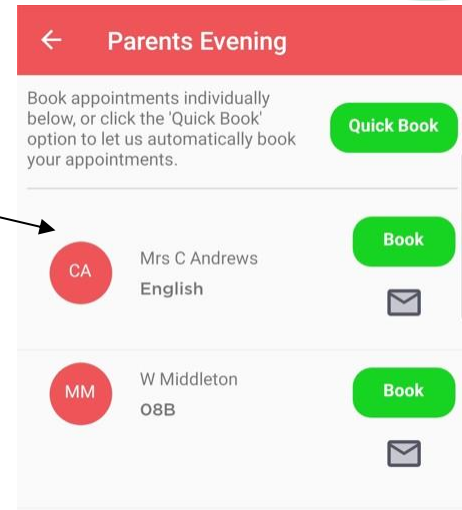 Parents Evening
Book appointments individually
below, or click the 'Quick Book'
option to let us automatically book
your appointments.
Quick Book
CA
Mrs C Andrews
English
Book
MM
W Middleton
08B
Book